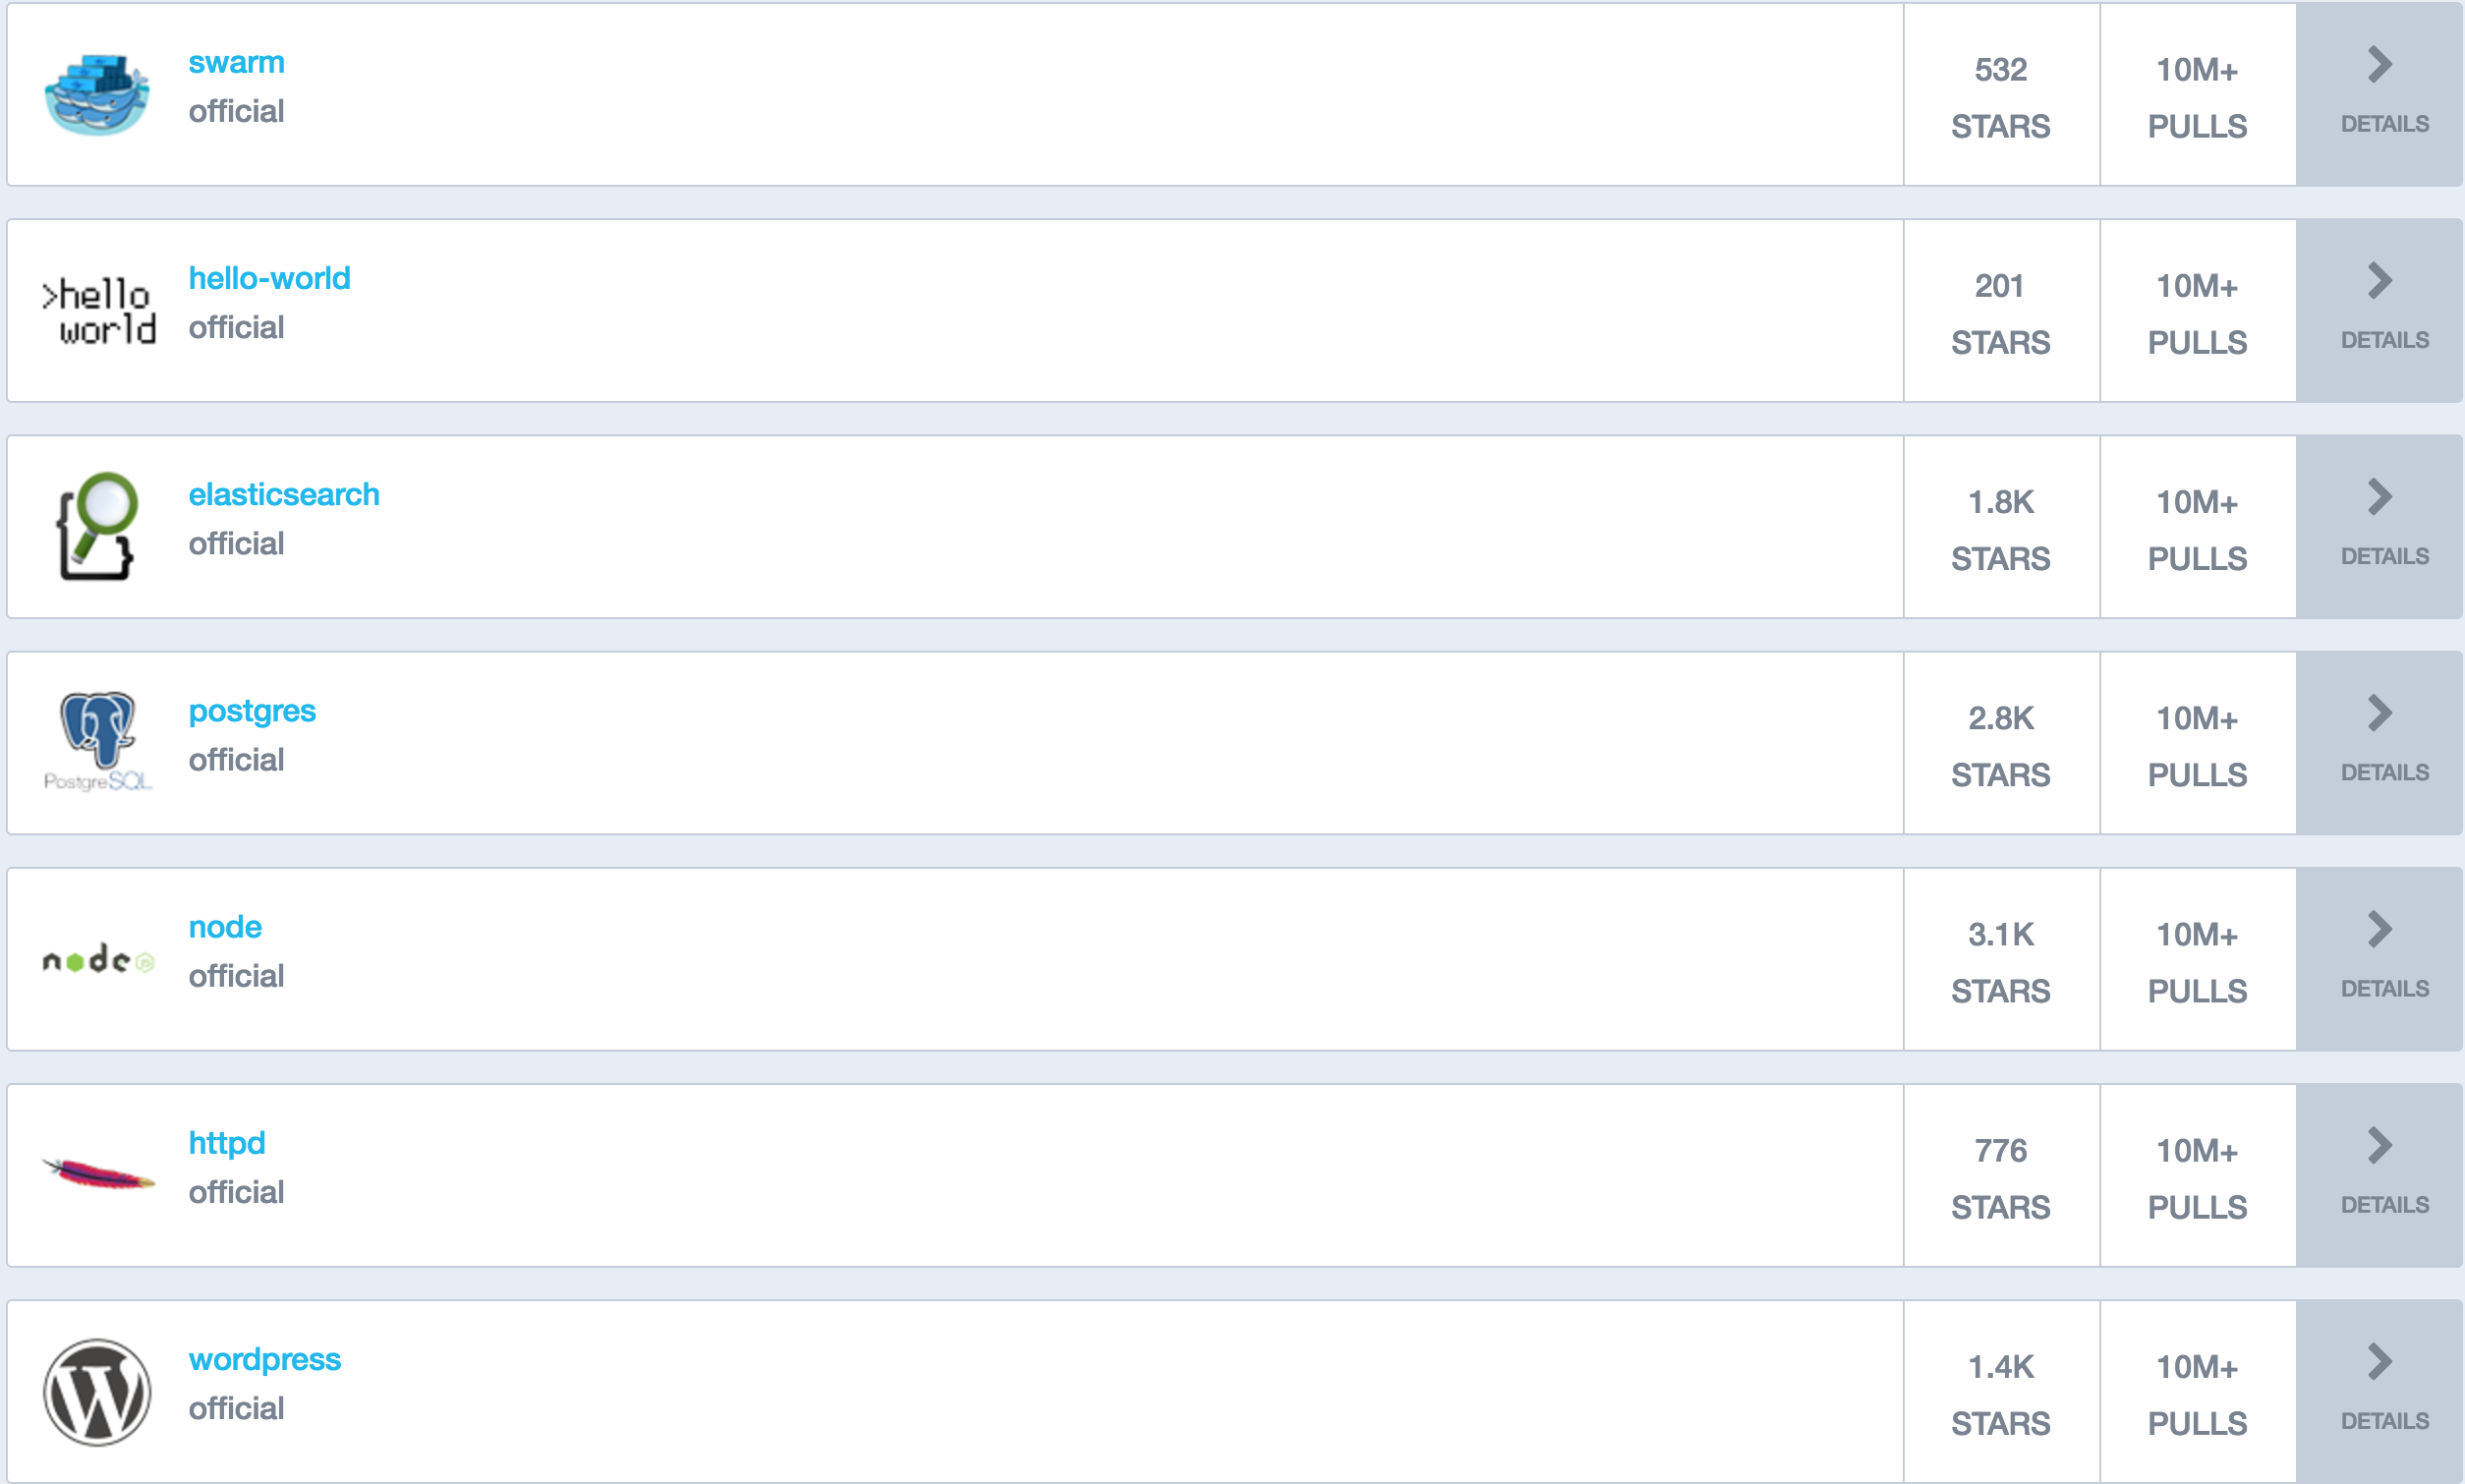 swarm
official
532
STARS
10M+
PULLS
DETAILS
>hello
world
hello-world
official
201
STARS
10M+
PULLS
DETAILS
elasticsearch
official
1.8K
STARS
10M+
PULLS
DETAILS
PostgreSQL
postgres
official
2.8K
STARS
10M+
PULLS
DETAILS
node
node
official
3.1K
STARS
10M+
PULLS
DETAILS
httpd
official
776
STARS
10M+
PULLS
DETAILS
W
wordpress
official
1.4K
STARS
10M+
PULLS
DETAILS